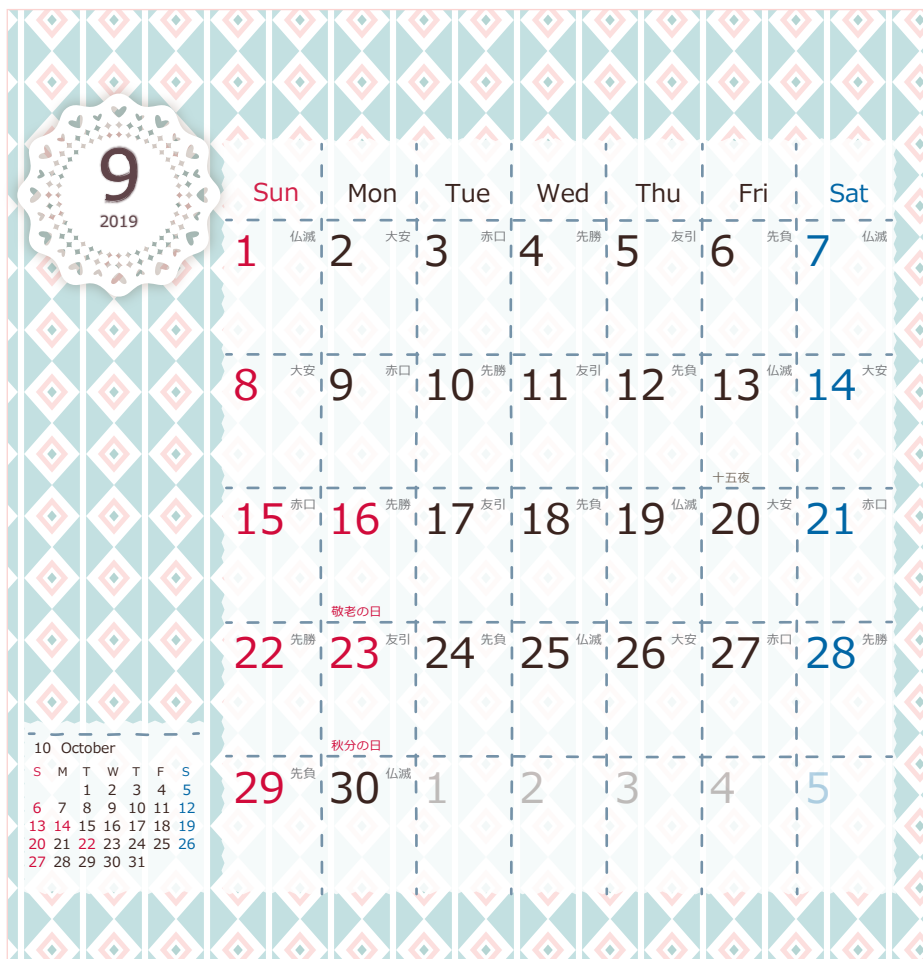 9
2019
Sun Mon Tue Wed Thu Fri Sat
1 仏滅 2 大安 3 赤口 4 先勝 5 友引 6 先負 7 仏滅
8 大安 9 赤口 10 先勝 11 友引 12 先負 13 仏滅 14 大安
十五夜
15 赤口 16 先勝 17 友引 18 先負 19 仏滅 20 大安 21 赤口
敬老の日
22 先勝 23 友引 24 先負 25 仏滅 26 大安 27 赤口 28 先勝
秋分の日
29 先負 30 仏滅 1 2 3 4 5
10 October
S M T W T F S
1 2 3 4 5
6 7 8 9 10 11 12
13 14 15 16 17 18 19
20 21 22 23 24 25 26
27 28 29 30 31